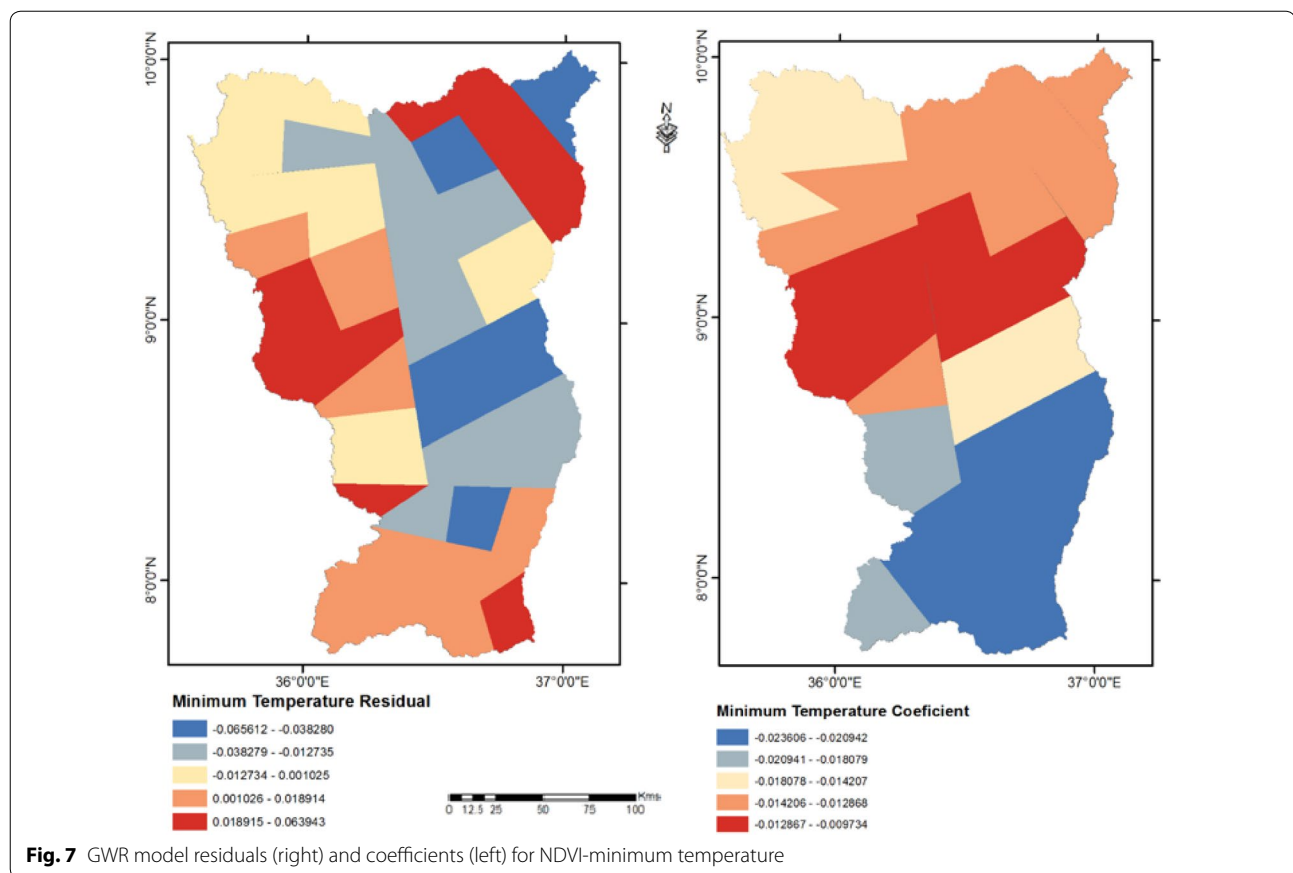 10°0'0"N
9°0'0"N
8°0'0"N
36°0'0"E
37°0'0"E
Minimum Temperature Residual
-0.065612 - -0.038280
-0.038279 - -0.012735
-0.012734 - 0.001025
0.001026 - 0.018914
0.018915 - 0.063943
N
Kms
0 12.5 25 50 75 100
10°0'0"N
9°0'0"N
8°0'0"N
36°0'0"E
37°0'0"E
Minimum Temperature Coeficient
-0.023606 - -0.020942
-0.020941 - -0.018079
-0.018078 - -0.014207
-0.014206 - -0.012868
-0.012867 - -0.009734
Fig. 7 GWR model residuals (right) and coefficients (left) for NDVI-minimum temperature